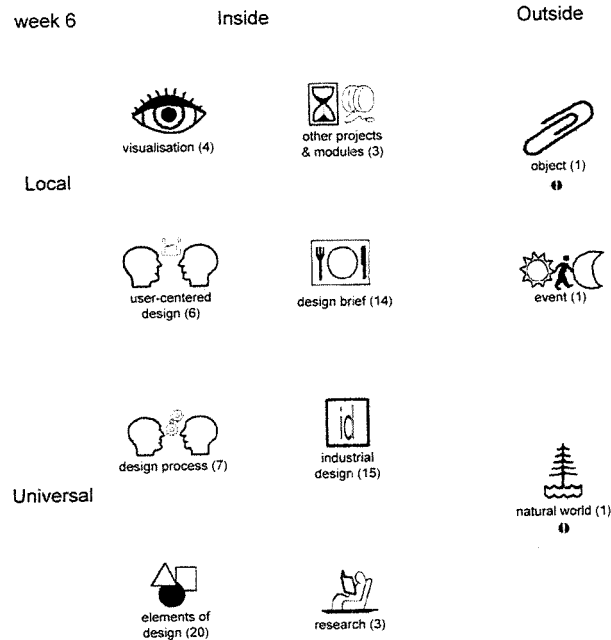 week 6
Inside
Outside
visualisation (4)
other projects
& modules (3)
object (1)
Local
user-centered
design (6)
design brief (14)
event (1)
id
design process (7)
industrial
design (15)
Universal
natural world (1)
elements of
design (20)
research (3)